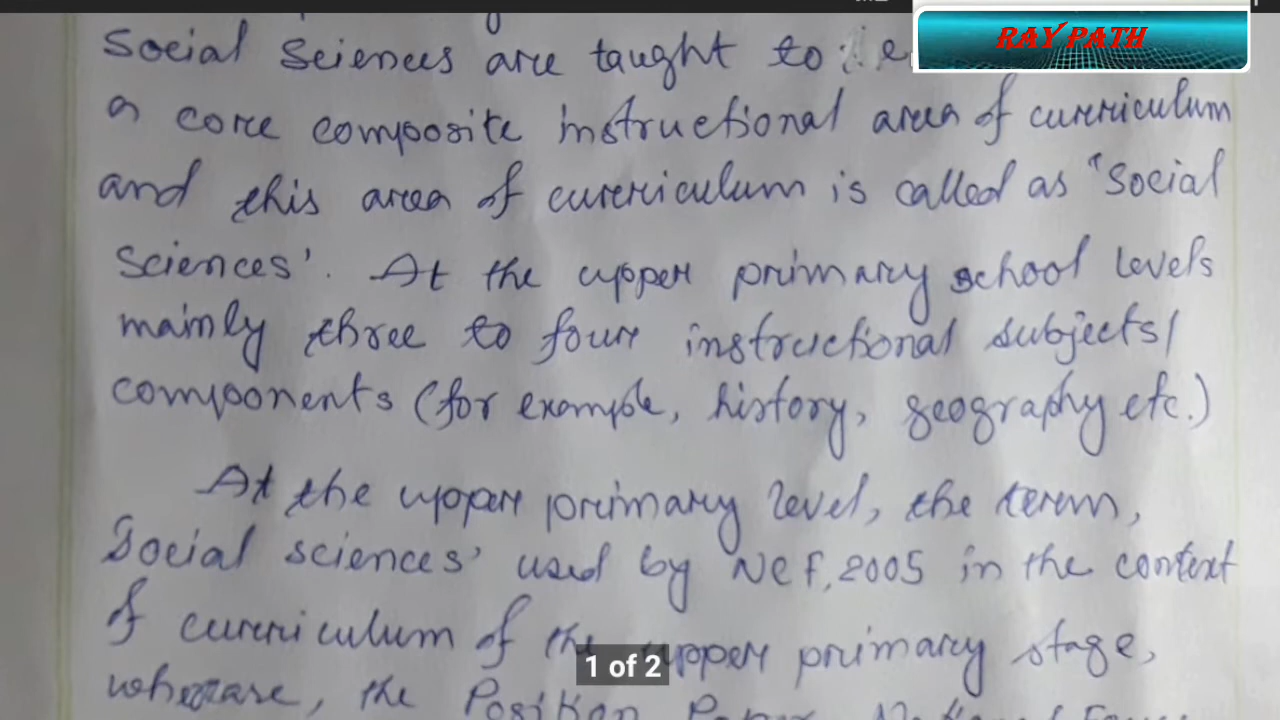 RAY PATH
Social Sciences are taught to
a core composite instructional area of curriculum
and this area of curriculum is called as "Social
Sciences'. At the upper primary school levels
mainly three to four instructional subjects/
components (for example, history, geography etc.)
At the upper primary level, the term,
Social sciences' used by NCF, 2005 in the context
of curriculum of the upper primary stage,
the Position Paper National
1 of 2